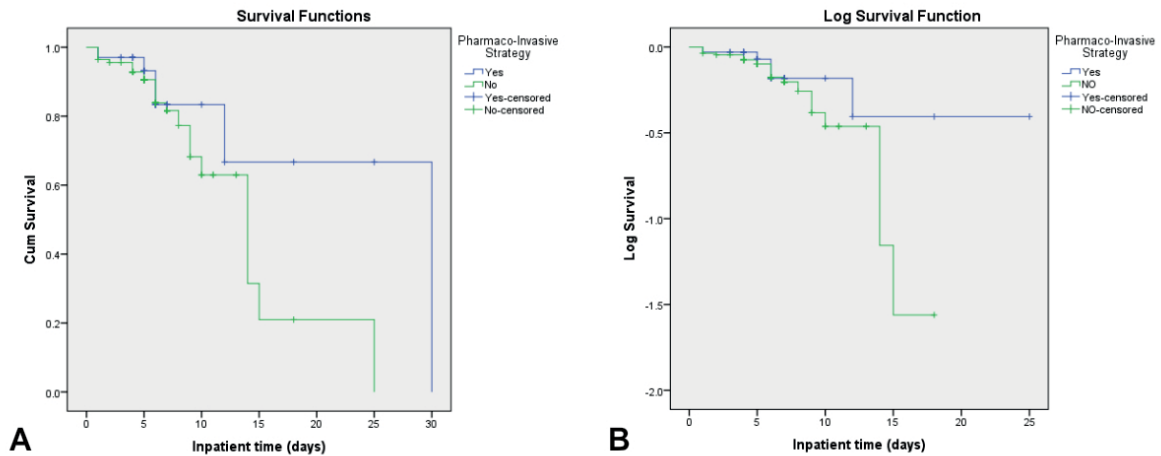 Survival Functions
Pharmaco-Invasive
Strategy
Yes
No
Yes-censored
No-censored
Cum Survival
1.0
0.8
0.6
0.4
0.2
0.0
0 5 10 15 20 25 30
Inpatient time (days)
A
Log Survival Function
Pharmaco-Invasive
Strategy
Yes
NO
Yes-censored
NO-censored
Log Survival
0.0
-0.5
-1.0
-1.5
-2.0
0 5 10 15 20 25
Inpatient time (days)
B